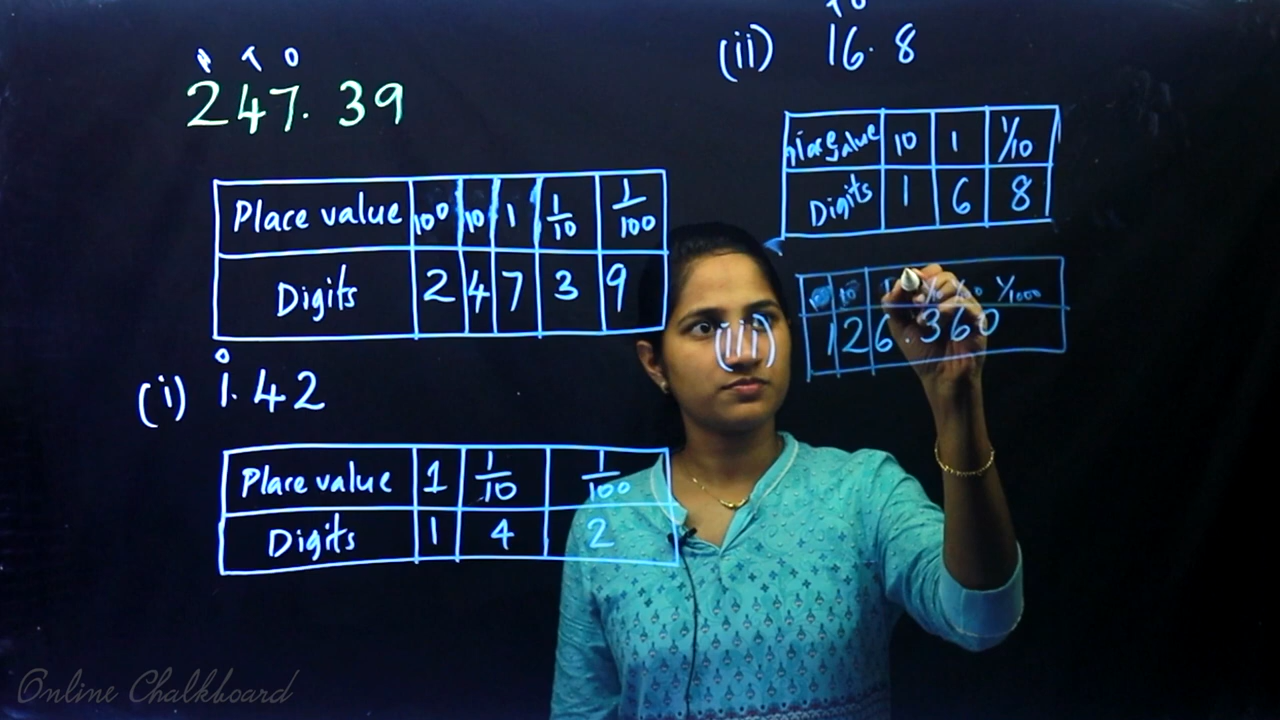 H T O
247.39
Place value 100 10 1 1/10 1/100
Digits 2 4 7 3 9
O
(i) 1.42
Place value 1 1/10 1/100
Digits 1 4 2
T O
(ii) 16.8
Place value 10 1 1/10
Digits 1 6 8
(iii)
10 1/1000
126.360
Online Chalkboard